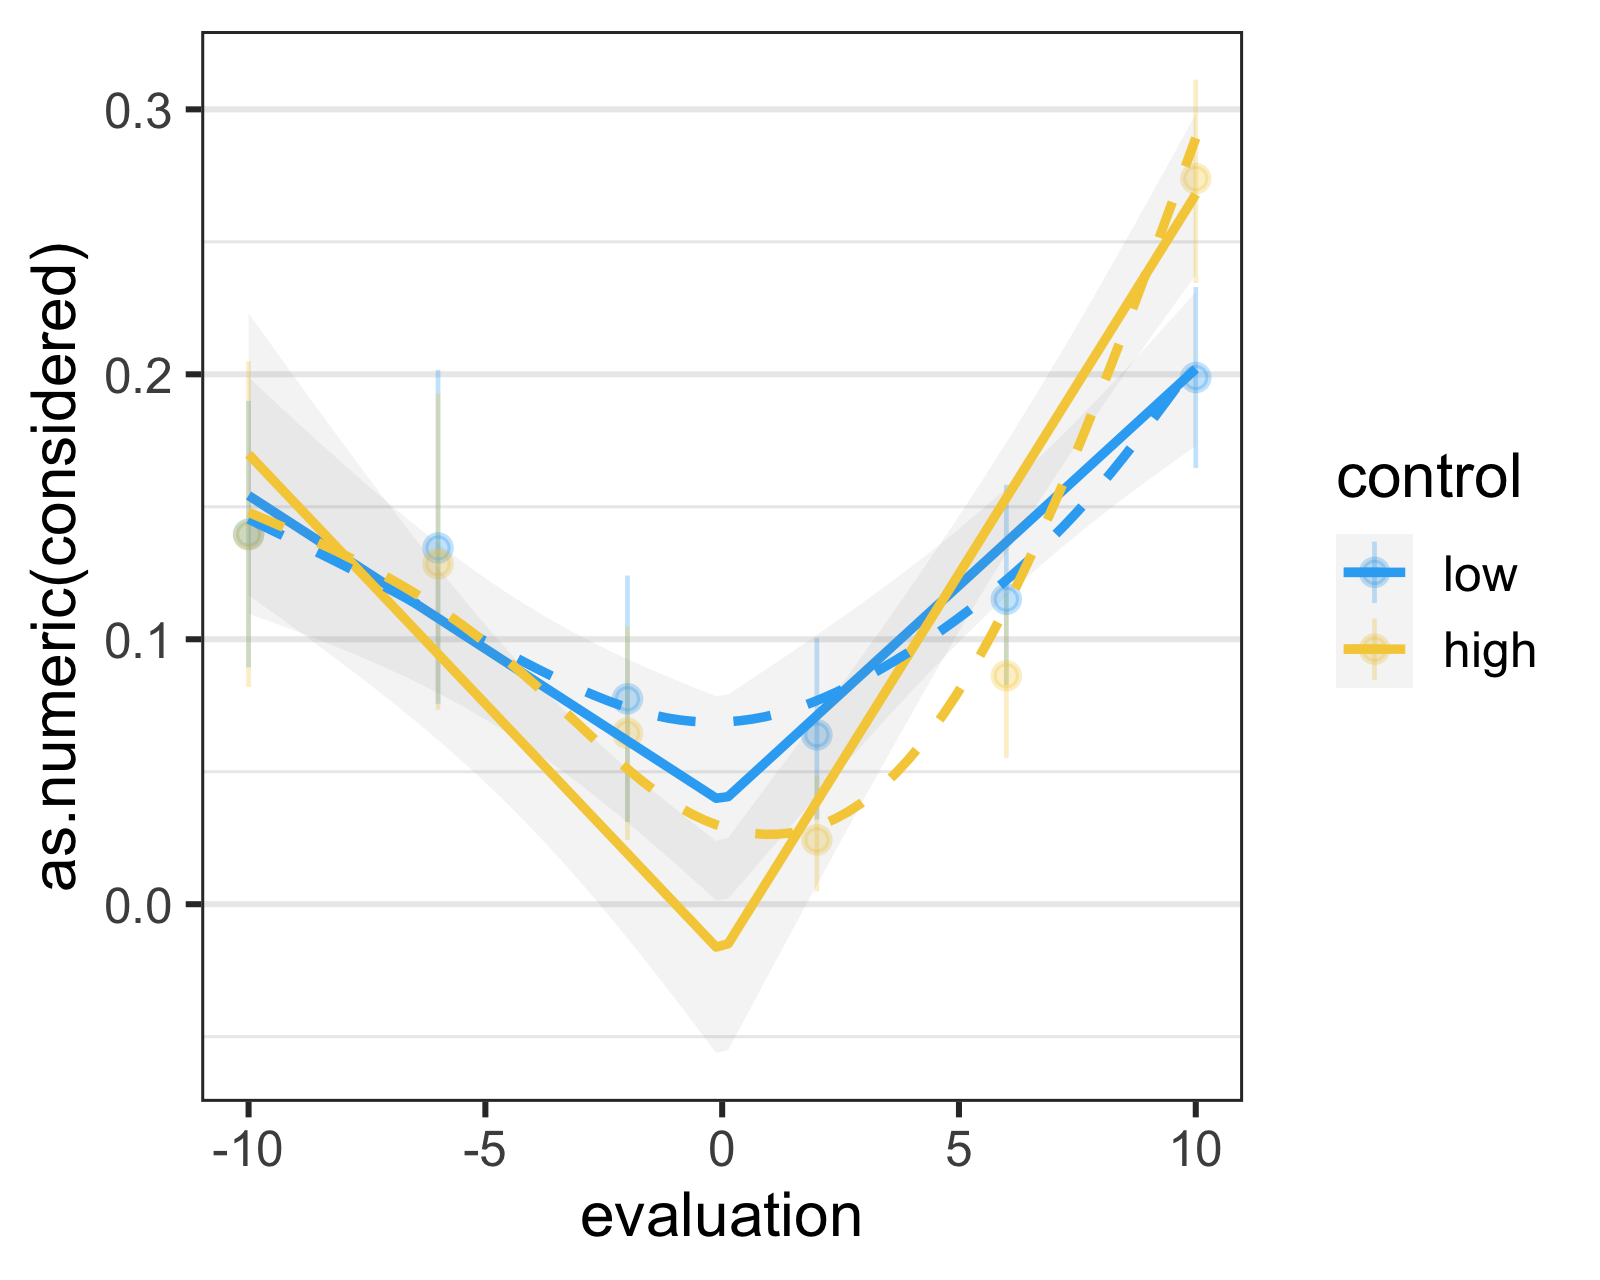 as.numeric(considered)
0.3
0.2
0.1
0.0
-10
-5
0
5
10
evaluation
control
low
high